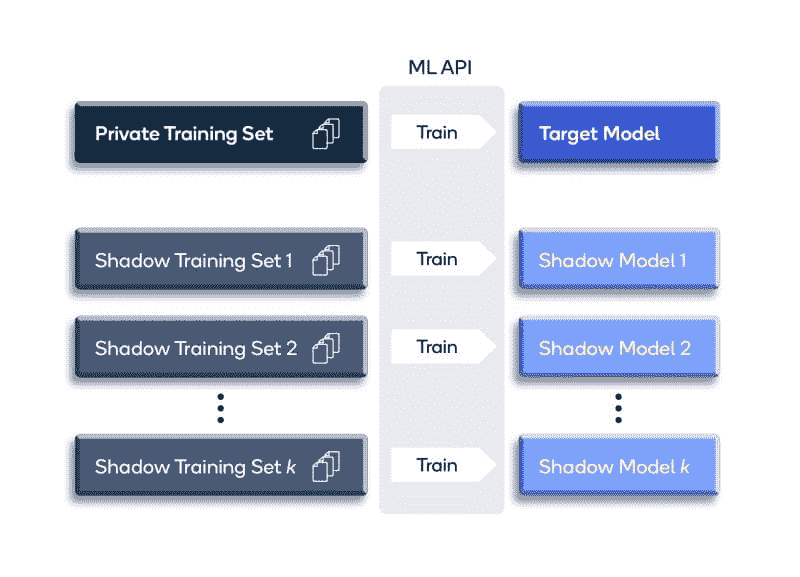 ML API
Private Training Set
Train
Target Model
Shadow Training Set 1
Train
Shadow Model 1
Shadow Training Set 2
Train
Shadow Model 2
Shadow Training Set k
Train
Shadow Model k